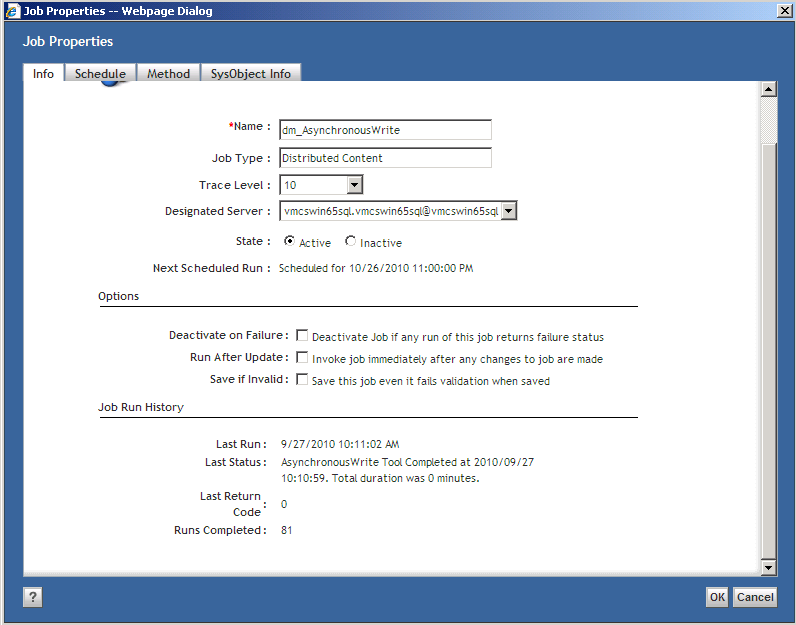 Job Properties -- Webpage Dialog
Job Properties
Info Schedule Method SysObject Info
*Name : dm_AsynchronousWrite
Job Type : Distributed Content
Trace Level : 10
Designated Server : vmcswin65sql.vmcswin65sql@vmcswin65sql
State : Active Inactive
Next Scheduled Run : Scheduled for 10/26/2010 11:00:00 PM
Options
Deactivate on Failure : Deactivate Job if any run of this job returns failure status
Run After Update : Invoke job immediately after any changes to job are made
Save if Invalid : Save this job even it fails validation when saved
Job Run History
Last Run : 9/27/2010 10:11:02 AM
Last Status : AsynchronousWrite Tool Completed at 2010/09/27
10:10:59. Total duration was 0 minutes.
Last Return
Code : 0
Runs Completed : 81
? OK Cancel